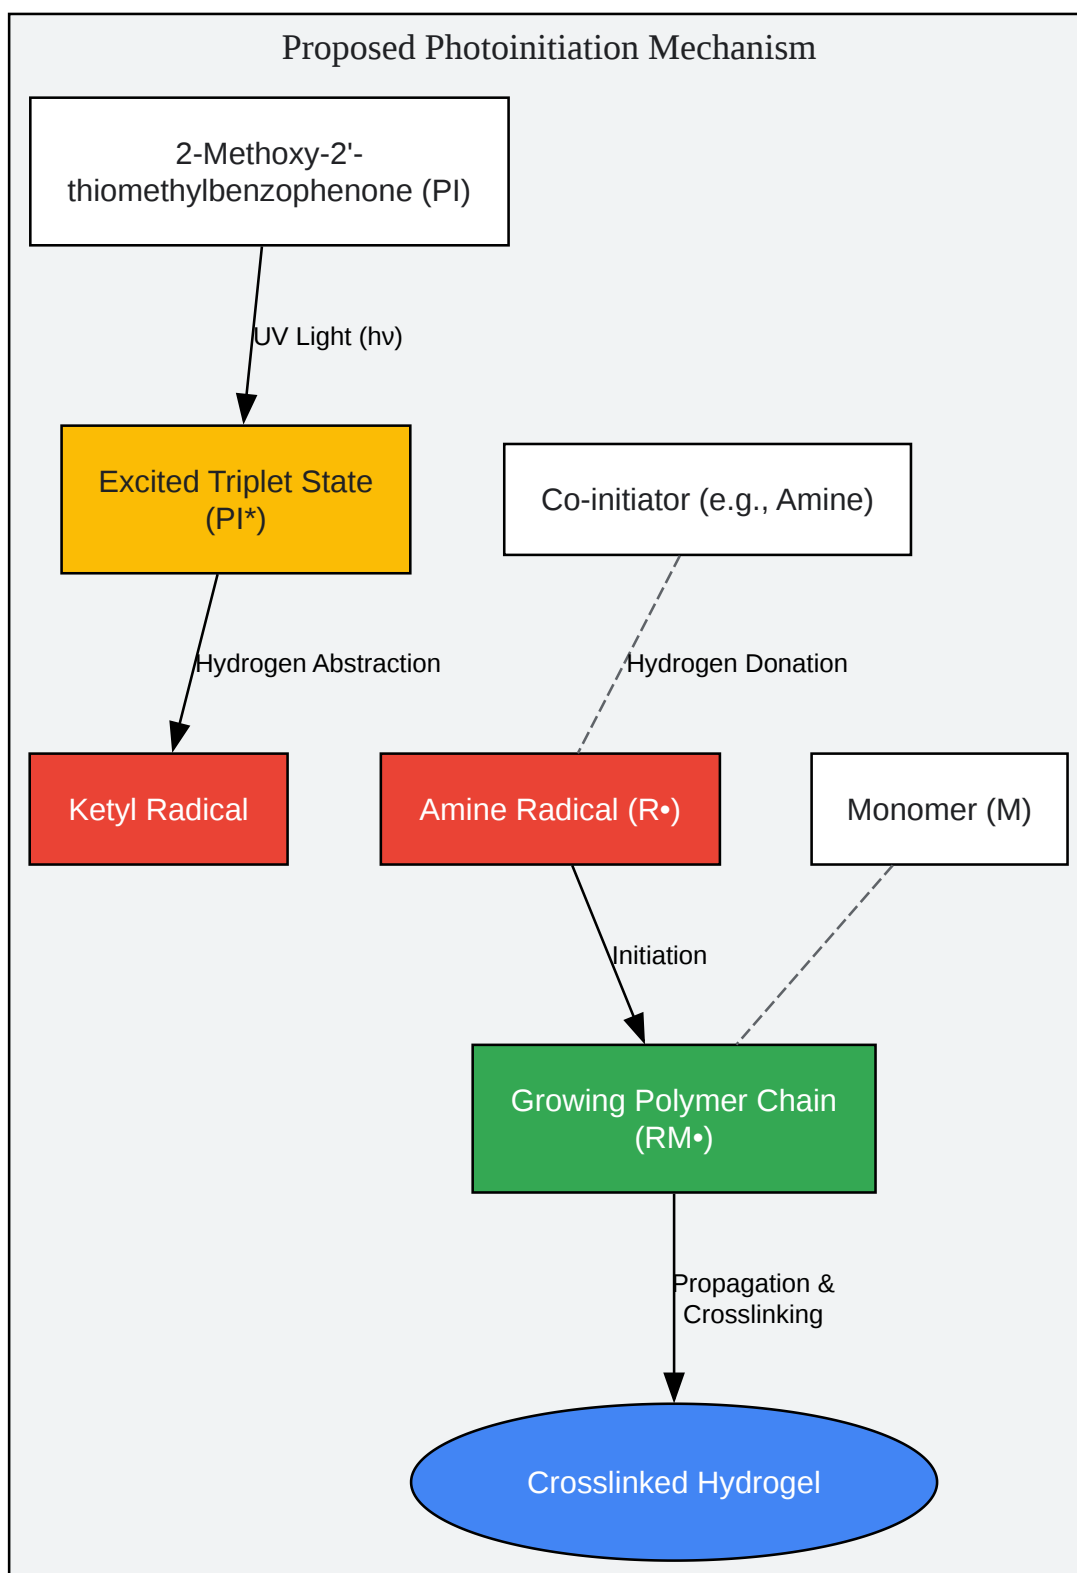 Proposed Photoinitiation Mechanism
2-Methoxy-2'-
thiomethylbenzophenone (PI)
UV Light (hν)
Excited Triplet State
(PI*)
Co-initiator (e.g., Amine)
Hydrogen Abstraction
Hydrogen Donation
Ketyl Radical
Amine Radical (R•)
Monomer (M)
Initiation
Growing Polymer Chain
(RM•)
Propagation &
Crosslinking
Crosslinked Hydrogel